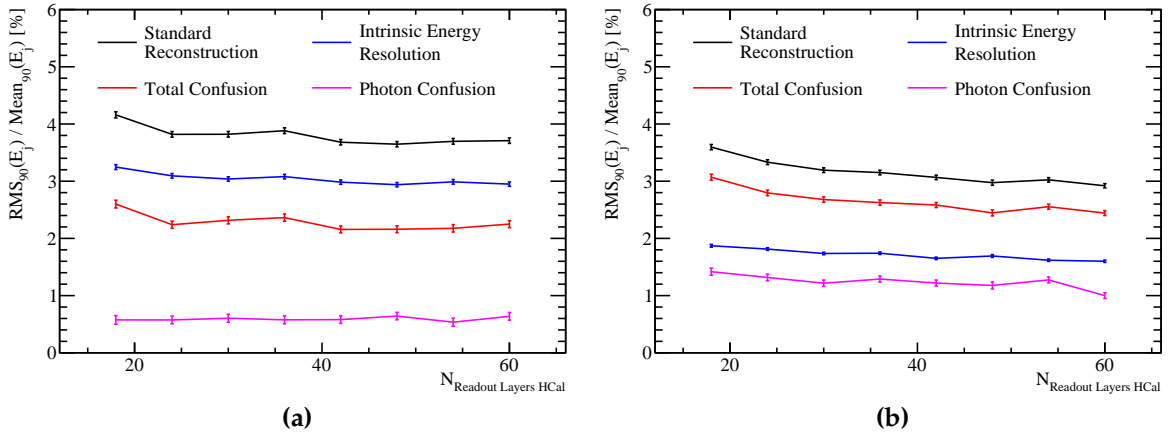 RMS90(Ej) / Mean90(Ej) [%]
6
5
4
3
2
1
0
Standard Reconstruction
Intrinsic Energy Resolution
Total Confusion
Photon Confusion
20
40
60
N Readout Layers HCal
(a)
RMS90(Ej) / Mean90(Ej) [%]
6
5
4
3
2
1
0
Standard Reconstruction
Intrinsic Energy Resolution
Total Confusion
Photon Confusion
20
40
60
N Readout Layers HCal
(b)